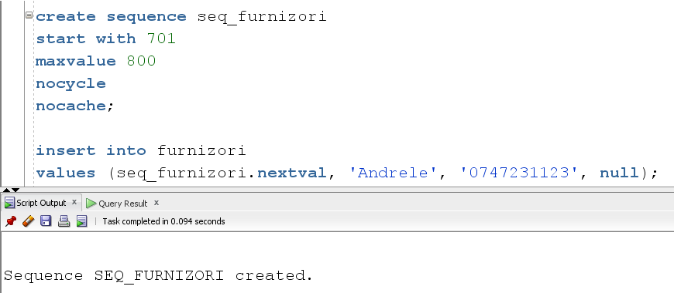 create sequence seq_furnizori
start with 701
maxvalue 800
nocycle
nocache;
insert into furnizori
values (seq_furnizori.nextval, 'Andrele', '0747231123', null);
Script Output x Query Result x
Task completed in 0.094 seconds
Sequence SEQ_FURNIZORI created.